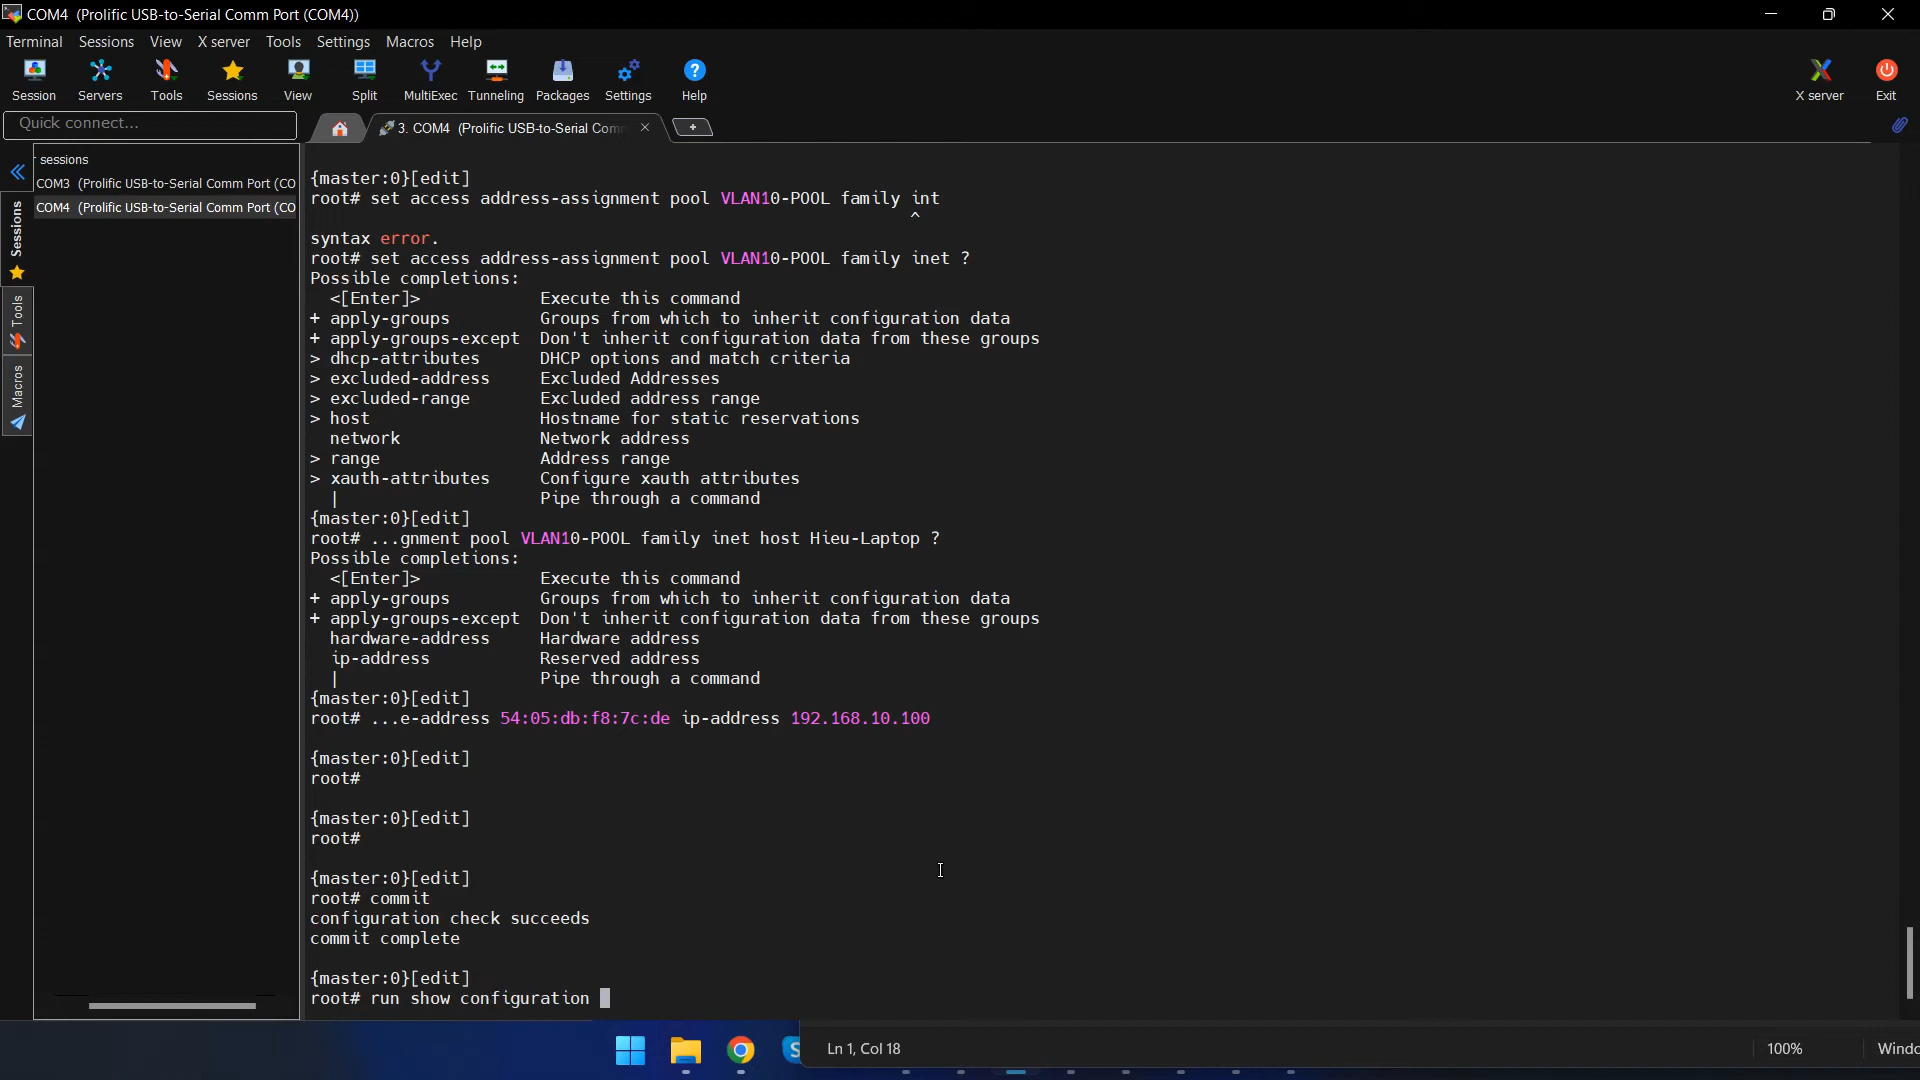 COM4  (Prolific USB-to-Serial Comm Port (COM4))
Terminal Sessions View X server Tools Settings Macros Help
Session Servers Tools Sessions View Split MultiExec Tunneling Packages Settings Help X server Exit
Quick connect...
3. COM4  (Prolific USB-to-Serial Com
sessions
COM3  (Prolific USB-to-Serial Comm Port (CO
COM4  (Prolific USB-to-Serial Comm Port (CO
Sessions
Tools
Macros
{master:0}[edit]
root# set access address-assignment pool VLAN10-POOL family int
^
syntax error.
root# set access address-assignment pool VLAN10-POOL family inet ?
Possible completions:
<[Enter]>            Execute this command
+ apply-groups         Groups from which to inherit configuration data
+ apply-groups-except  Don't inherit configuration data from these groups
> dhcp-attributes      DHCP options and match criteria
> excluded-address     Excluded Addresses
> excluded-range       Excluded address range
> host                 Hostname for static reservations
network              Network address
> range                Address range
> xauth-attributes     Configure xauth attributes
|                    Pipe through a command
{master:0}[edit]
root# ...gnment pool VLAN10-POOL family inet host Hieu-Laptop ?
Possible completions:
<[Enter]>            Execute this command
+ apply-groups         Groups from which to inherit configuration data
+ apply-groups-except  Don't inherit configuration data from these groups
hardware-address     Hardware address
ip-address           Reserved address
|                    Pipe through a command
{master:0}[edit]
root# ...e-address 54:05:db:f8:7c:de ip-address 192.168.10.100
{master:0}[edit]
root#
{master:0}[edit]
root#
{master:0}[edit]
root# commit
configuration check succeeds
commit complete
{master:0}[edit]
root# run show configuration
Ln 1, Col 18
100%
Windo